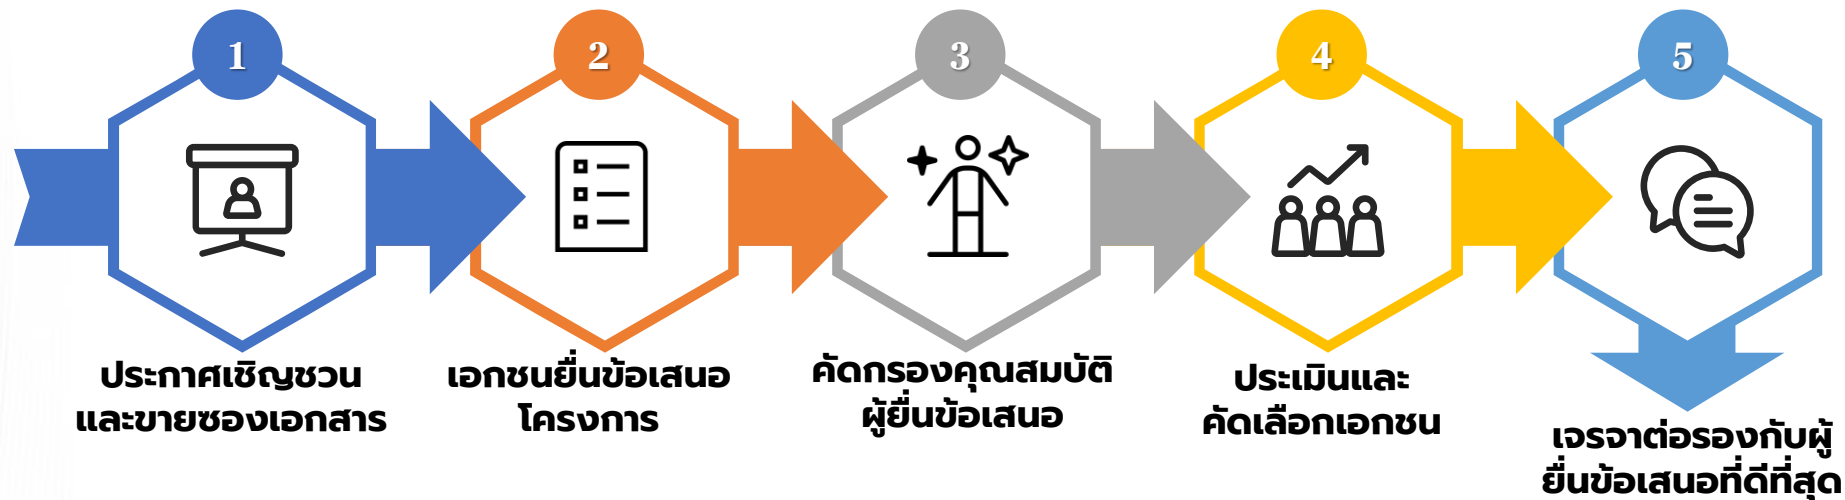 1
2
3
4
5
ประกาศเชิญชวน
และขายซองเอกสาร
เอกชนยื่นข้อเสนอ
โครงการ
คัดกรองคุณสมบัติ
ผู้ยื่นข้อเสนอ
ประเมินและ
คัดเลือกเอกชน
เจรจาต่อรองกับผู้
ยื่นข้อเสนอที่ดีที่สุด